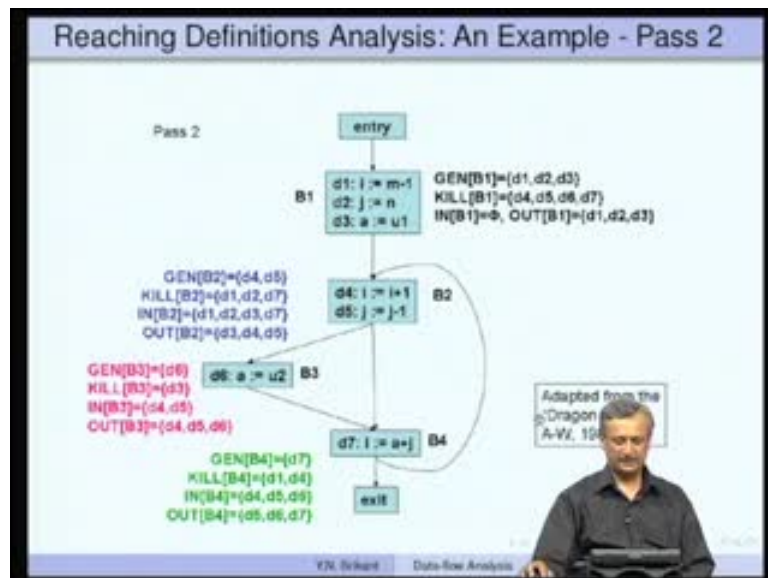 Reaching Definitions Analysis: An Example - Pass 2
Pass 2
entry
B1
d1: i := m-1
d2: j := n
d3: a := u1
GEN[B1]={d1,d2,d3}
KILL[B1]={d4,d5,d6,d7}
IN[B1]=Φ, OUT[B1]={d1,d2,d3}
GEN[B2]={d4,d5}
KILL[B2]={d1,d2,d7}
IN[B2]={d1,d2,d3,d7}
OUT[B2]={d3,d4,d5}
d4: i := i+1
d5: j := j-1
B2
GEN[B3]={d6}
KILL[B3]={d3}
IN[B3]={d4,d5}
OUT[B3]={d4,d5,d6}
d6: a := u2
B3
Adapted from the
"Dragon
A-W,
d7: i := a+j
B4
GEN[B4]={d7}
KILL[B4]={d1,d4}
IN[B4]={d4,d5,d6}
OUT[B4]={d5,d6,d7}
exit
Y.N. Srikant
Data-flow Analysis